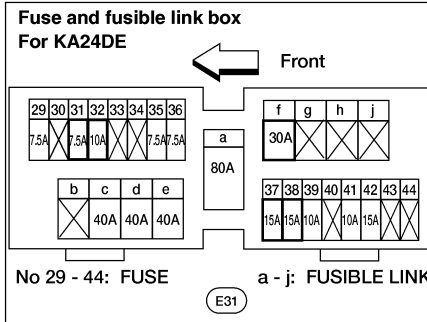 Fuse and fusible link box
For KA24DE
Front
29 30 31 32 33 34 35 36
7.5A 7.5A 10A 7.5A 7.5A
a
80A
f g h j
30A
b c d e
40A 40A 40A
37 38 39 40 41 42 43 44
15A 15A 10A 10A 15A
No 29 - 44: FUSE
a - j: FUSIBLE LINK
E31